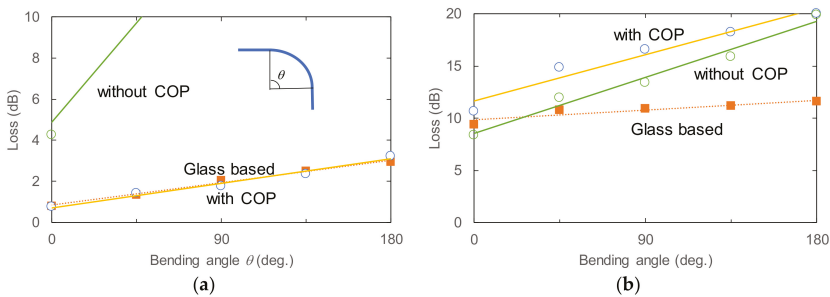 10
8
6
4
2
0
Loss (dB)
without COP
θ
Glass based
with COP
0
90
180
Bending angle θ (deg.)
(a)
20
15
10
5
0
Loss (dB)
with COP
without COP
Glass based
0
90
180
Bending angle (deg.)
(b)